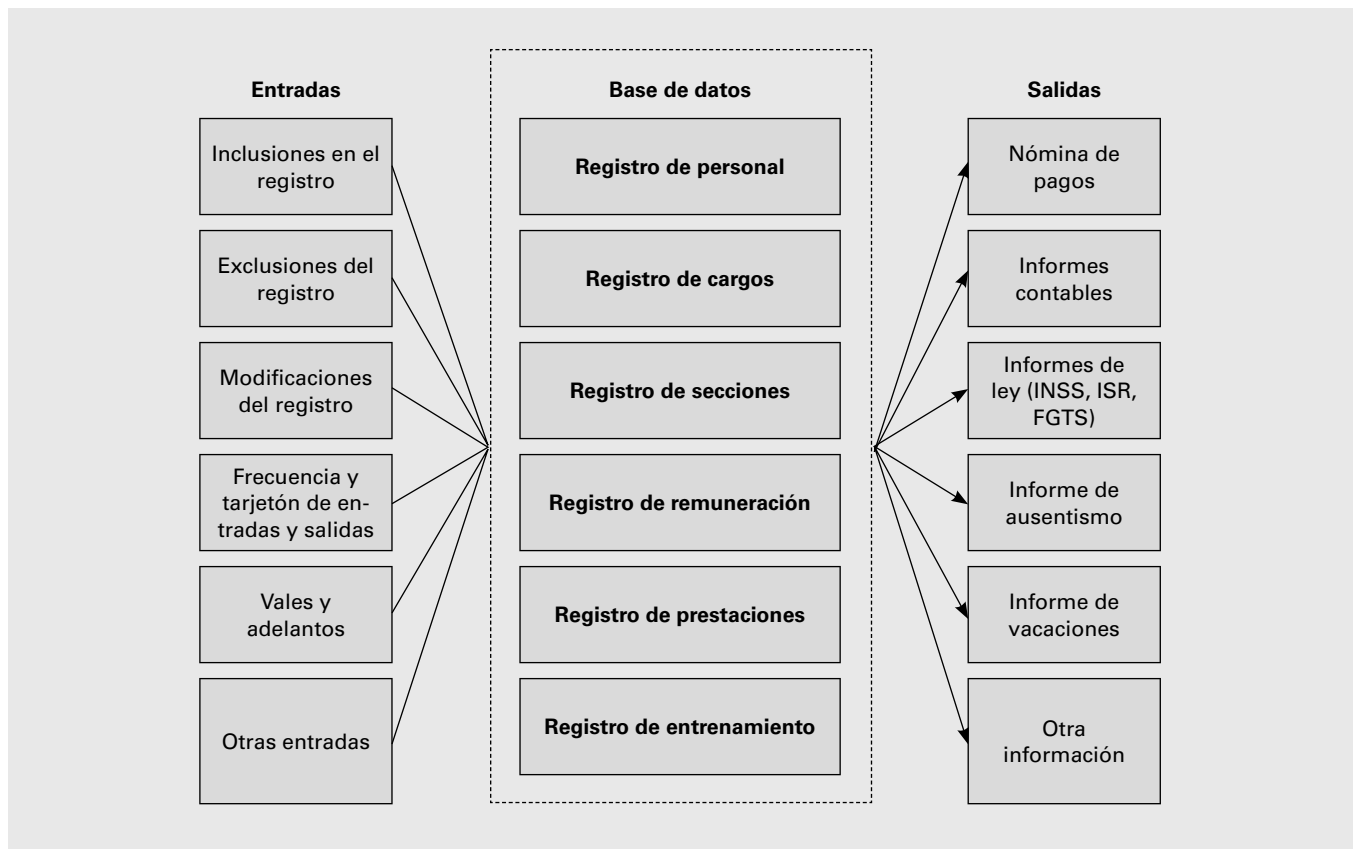 Entradas
Inclusiones en el
registro
Exclusiones del
registro
Modificaciones
del registro
Frecuencia y
tarjetón de en-
tradas y salidas
Vales y
adelantos
Otras entradas
Base de datos
Registro de personal
Registro de cargos
Registro de secciones
Registro de remuneración
Registro de prestaciones
Registro de entrenamiento
Salidas
Nómina de
pagos
Informes
contables
Informes de
ley (INSS, ISR,
FGTS)
Informe de
ausentismo
Informe de
vacaciones
Otra
información